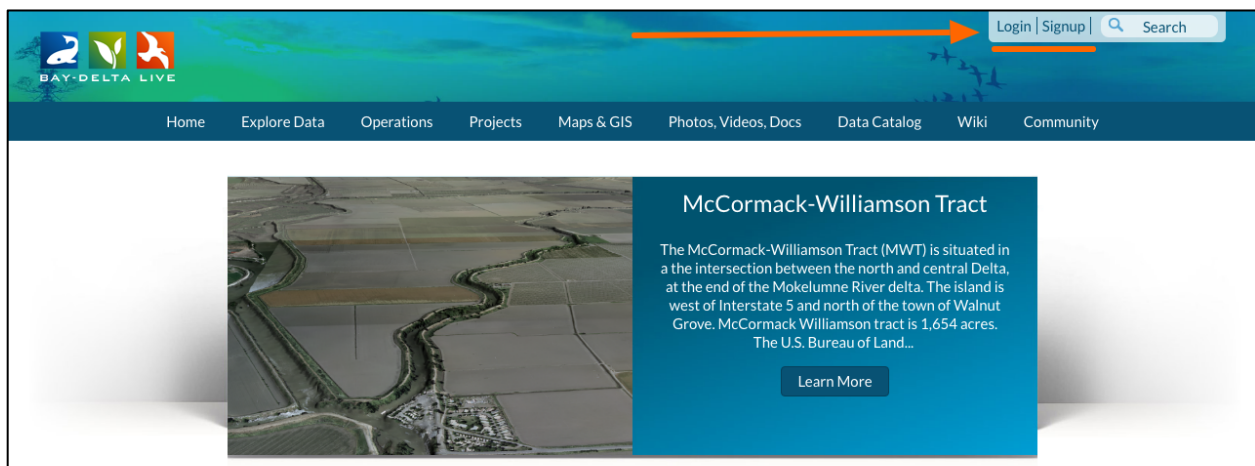 Login | Signup | Search
BAY-DELTA LIVE
Home Explore Data Operations Projects Maps & GIS Photos, Videos, Docs Data Catalog Wiki Community
McCormack-Williamson Tract
The McCormack-Williamson Tract (MWT) is situated in
a the intersection between the north and central Delta,
at the end of the Mokelumne River delta. The island is
west of Interstate 5 and north of the town of Walnut
Grove. McCormack Williamson tract is 1,654 acres.
The U.S. Bureau of Land...
Learn More